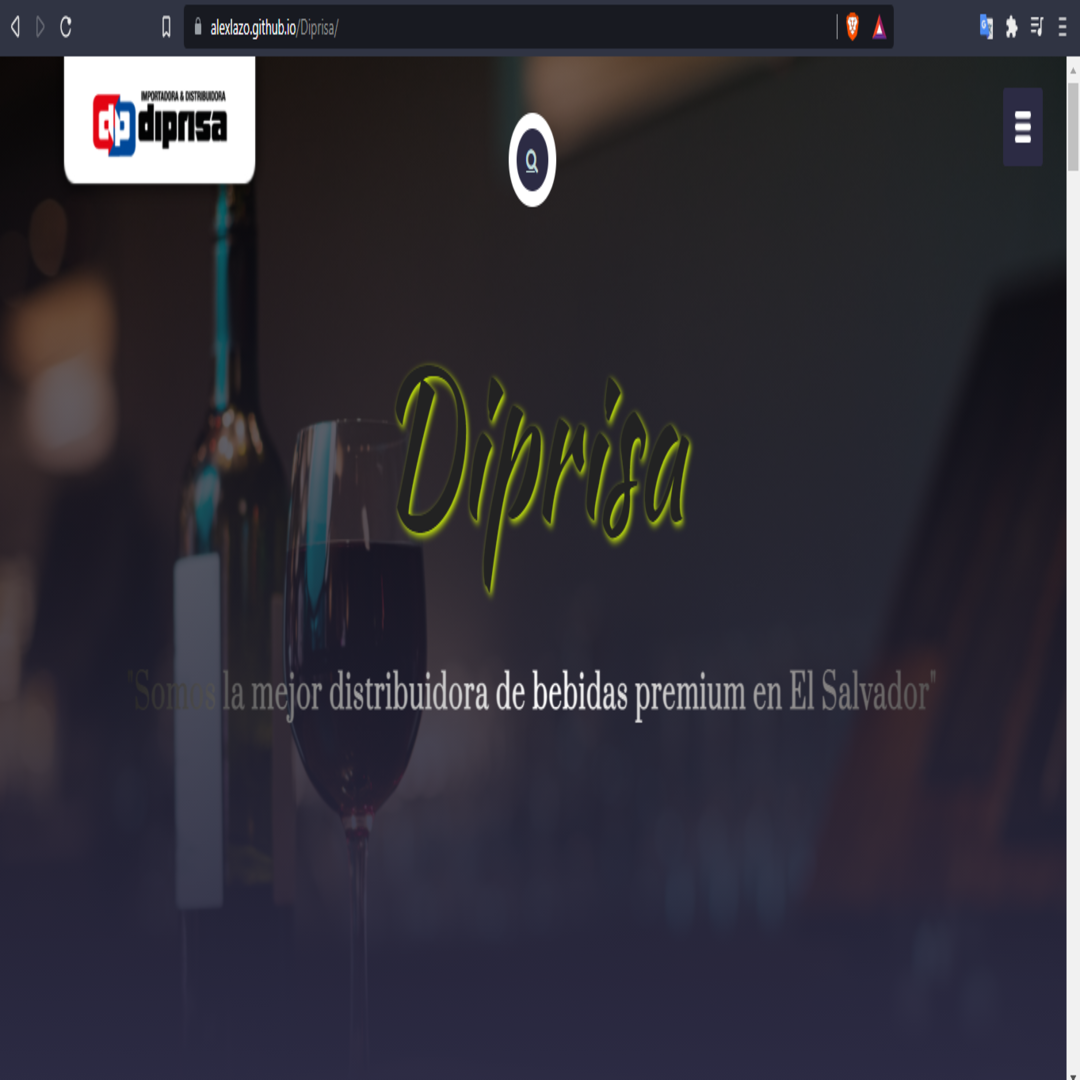 alexlazo.github.io/Diprisa/
IMPORTADORA & DISTRIBUIDORA
dp diprisa
Diprisa
"Somos la mejor distribuidora de bebidas premium en El Salvador"